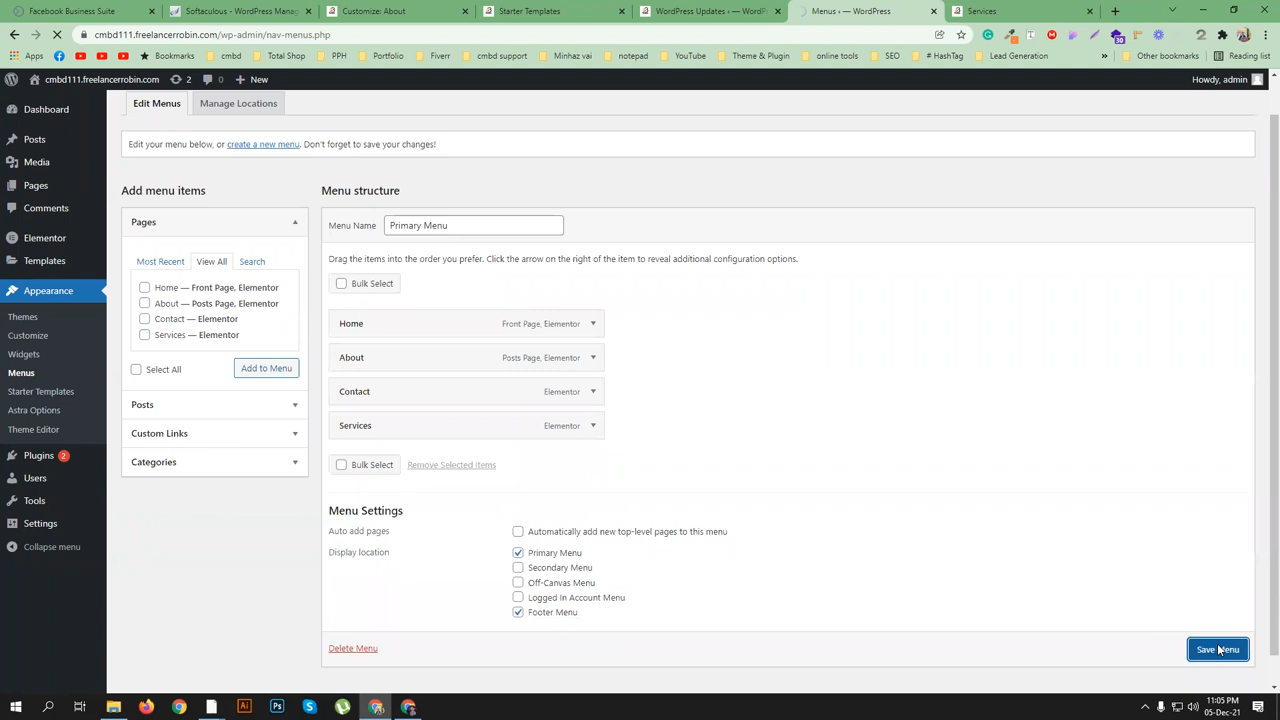 Facebook Business Suite
Softaculous - WordPress Manag
Customize: About
Starter Templates
WordPress Updates — WordP
Menus — WordPress
Services
cmbd111.freelancerrobin.com/wp-admin/nav-menus.php
Apps
Bookmarks
cmbd
Total Shop
PPH
Portfolio
Fiverr
cmbd support
Minhaz vai
notepad
YouTube
Theme & Plugin
online tools
SEO
# HashTag
Lead Generation
»
Other bookmarks
Reading list
cmbd111.freelancerrobin.com
2
0
New
Howdy, admin
Dashboard
Posts
Media
Pages
Comments
Elementor
Templates
Appearance
Themes
Customize
Widgets
Menus
Starter Templates
Astra Options
Theme Editor
Plugins 2
Users
Tools
Settings
Collapse menu
Edit Menus
Manage Locations
Edit your menu below, or create a new menu. Don't forget to save your changes!
Add menu items
Pages
Most Recent
View All
Search
Home — Front Page, Elementor
About — Posts Page, Elementor
Contact — Elementor
Services — Elementor
Select All
Add to Menu
Posts
Custom Links
Categories
Menu structure
Menu Name
Primary Menu
Drag the items into the order you prefer. Click the arrow on the right of the item to reveal additional configuration options.
Bulk Select
Home
Front Page, Elementor
About
Posts Page, Elementor
Contact
Elementor
Services
Elementor
Bulk Select
Remove Selected Items
Menu Settings
Auto add pages
Automatically add new top-level pages to this menu
Display location
Primary Menu
Secondary Menu
Off-Canvas Menu
Logged In Account Menu
Footer Menu
Delete Menu
Save Menu
Ai
Ps
11:05 PM
05-Dec-21